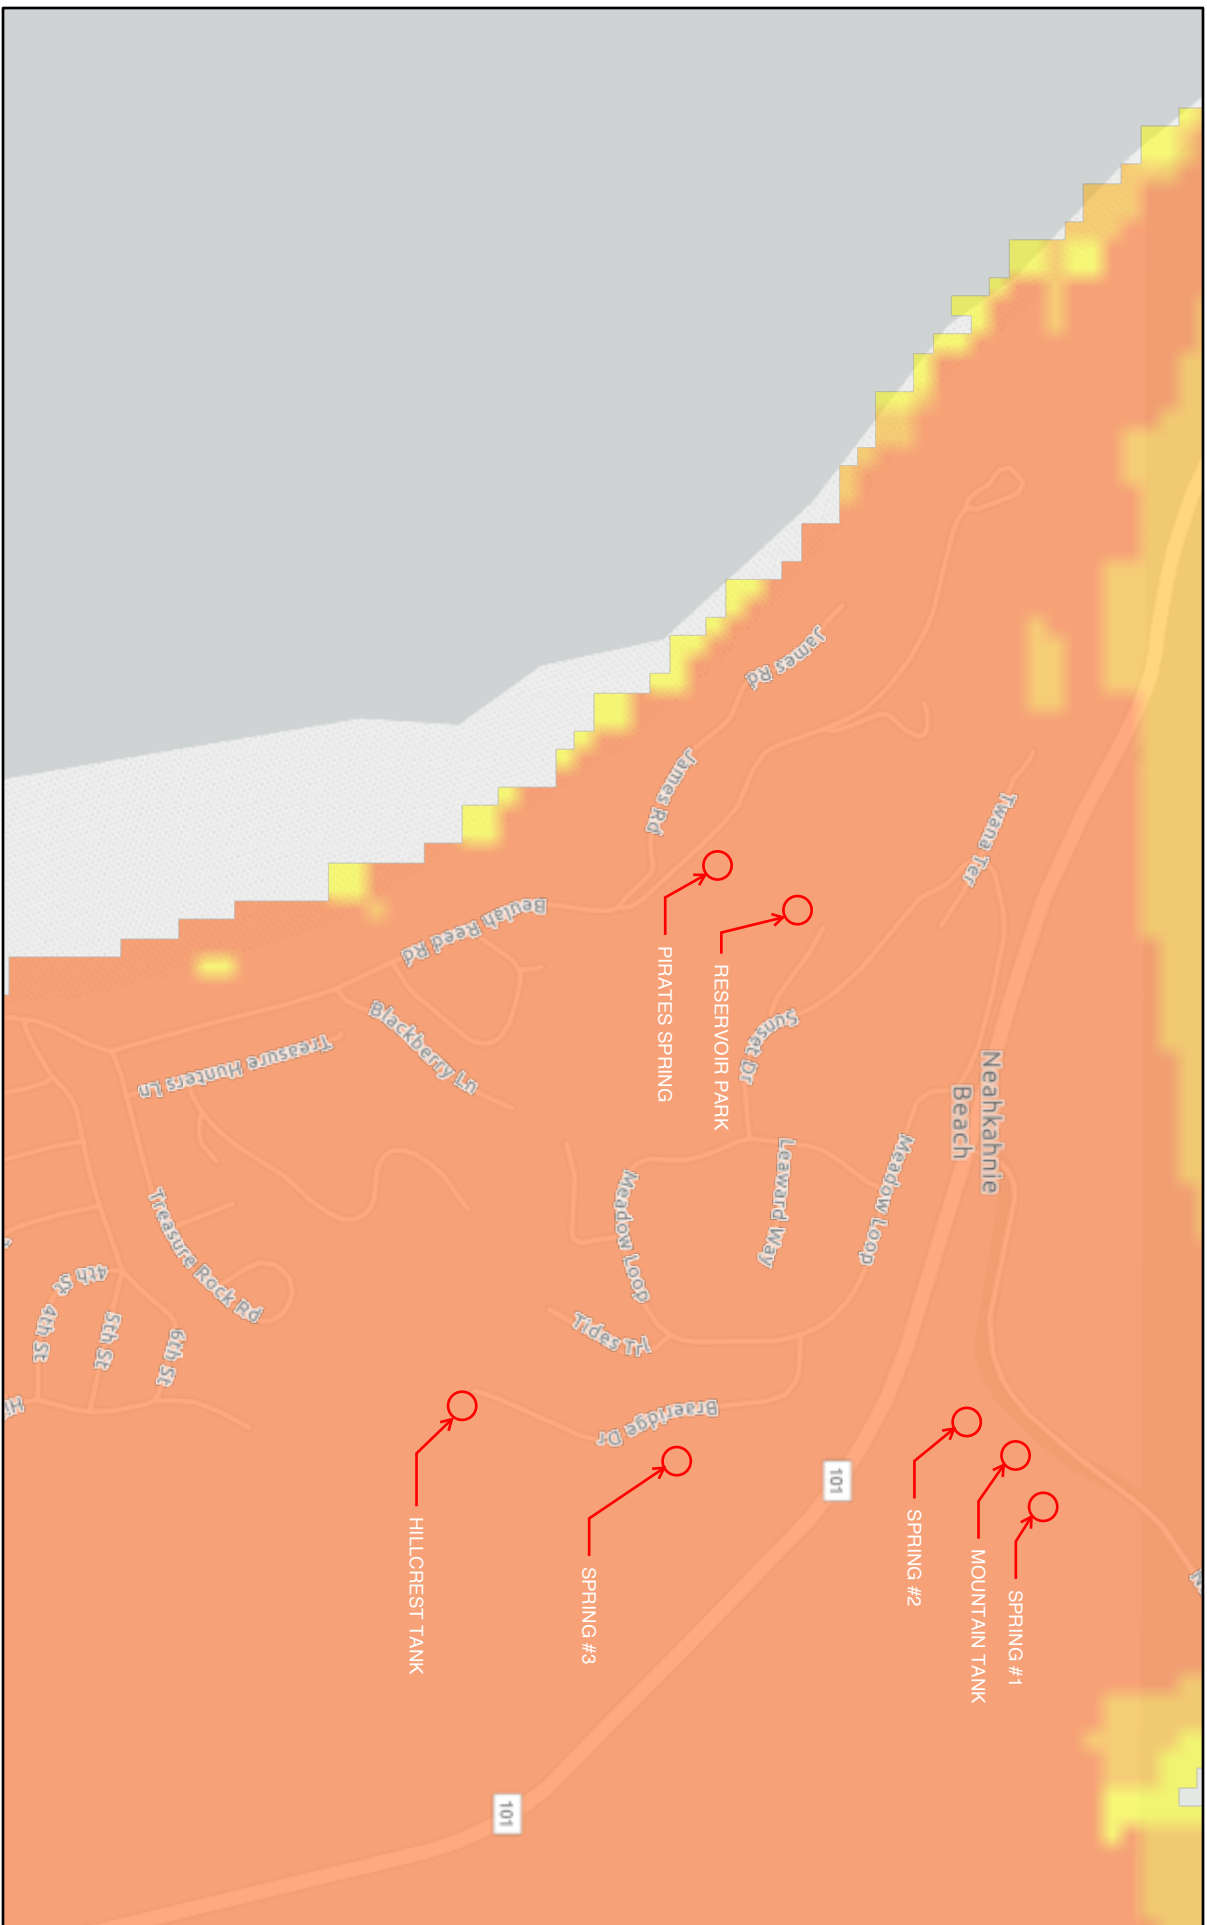 James Rd
James Rd
Twana Ter
Beulah Reed Rd
PIRATES SPRING
RESERVOIR PARK
Sunset Dr
Blackberry Ln
Treasure Hunters Ln
Neahkahnie
Beach
Meadow Loop
Leaward Way
Meadow Loop
Treasure Rock Rd
4th St
4th St
5th St
6th St
Tides Trl
Braeridge Dr
101
SPRING #1
MOUNTAIN TANK
SPRING #2
SPRING #3
HILLCREST TANK
101